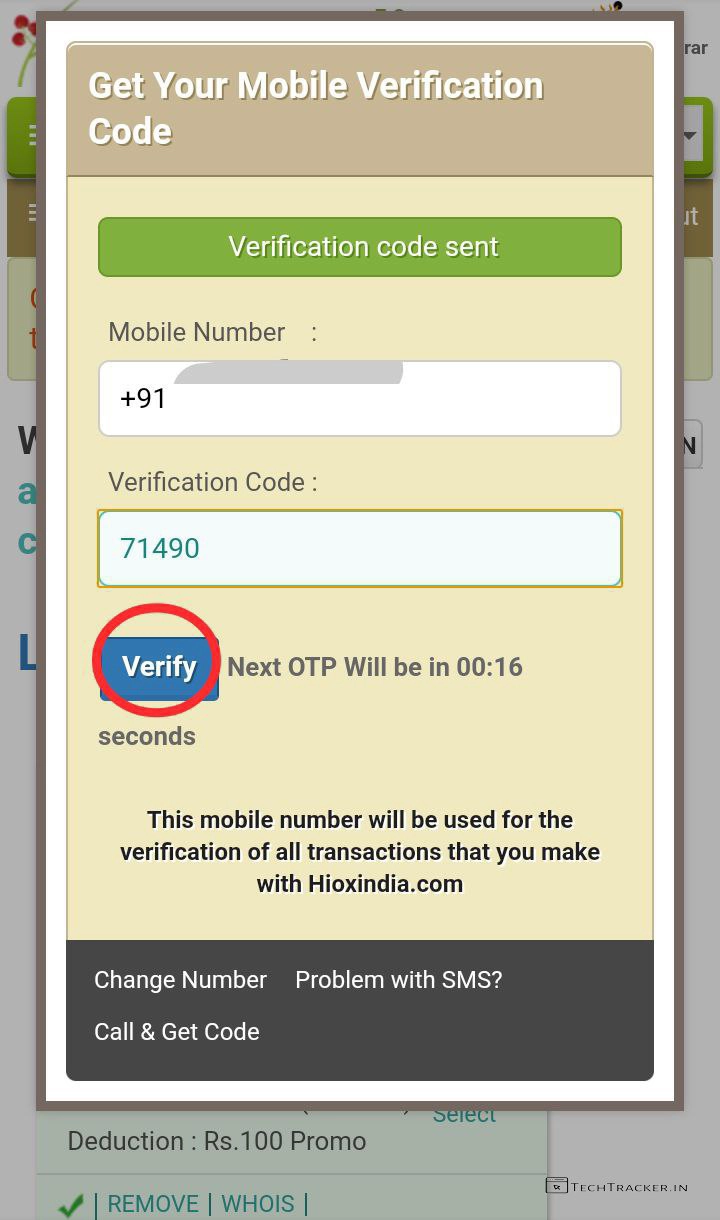 rar
ut
Get Your Mobile Verification
Code
Verification code sent
Mobile Number :
+91
N
Verification Code :
71490
Verify Next OTP Will be in 00:16
seconds
This mobile number will be used for the
verification of all transactions that you make
with Hioxindia.com
Change Number Problem with SMS?
Call & Get Code
Select
Deduction : Rs.100 Promo
| REMOVE | WHOIS |
TECHTRACKER.IN